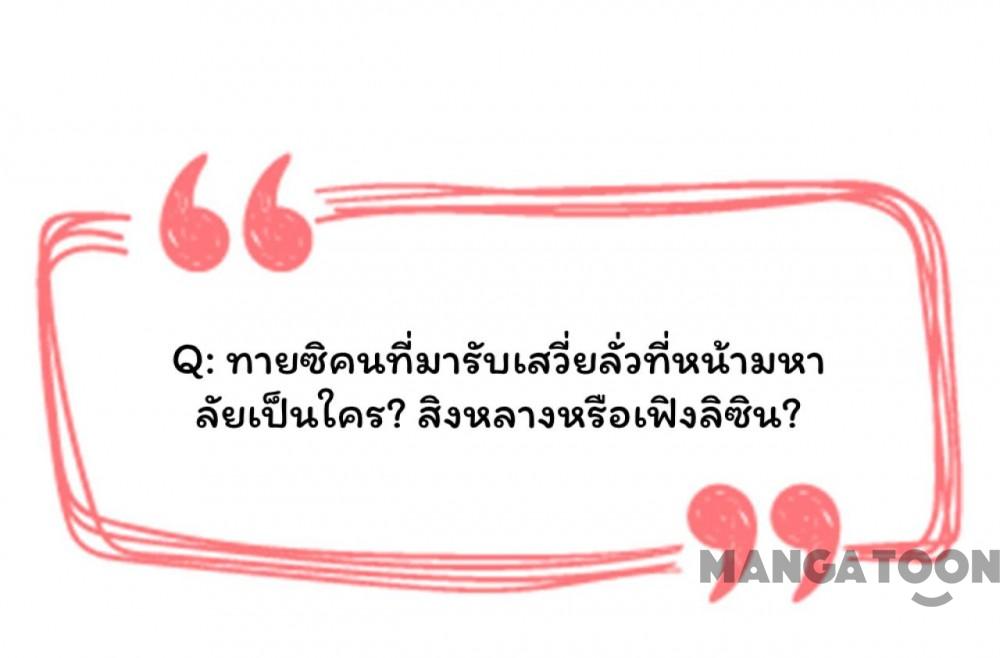 Q: ทายซิคนที่มารับเสวี่ยลั่วที่หน้ามหา
ลัยเป็นใคร? สิงหลางหรือเฟิงลิซิน?
MANGATOON